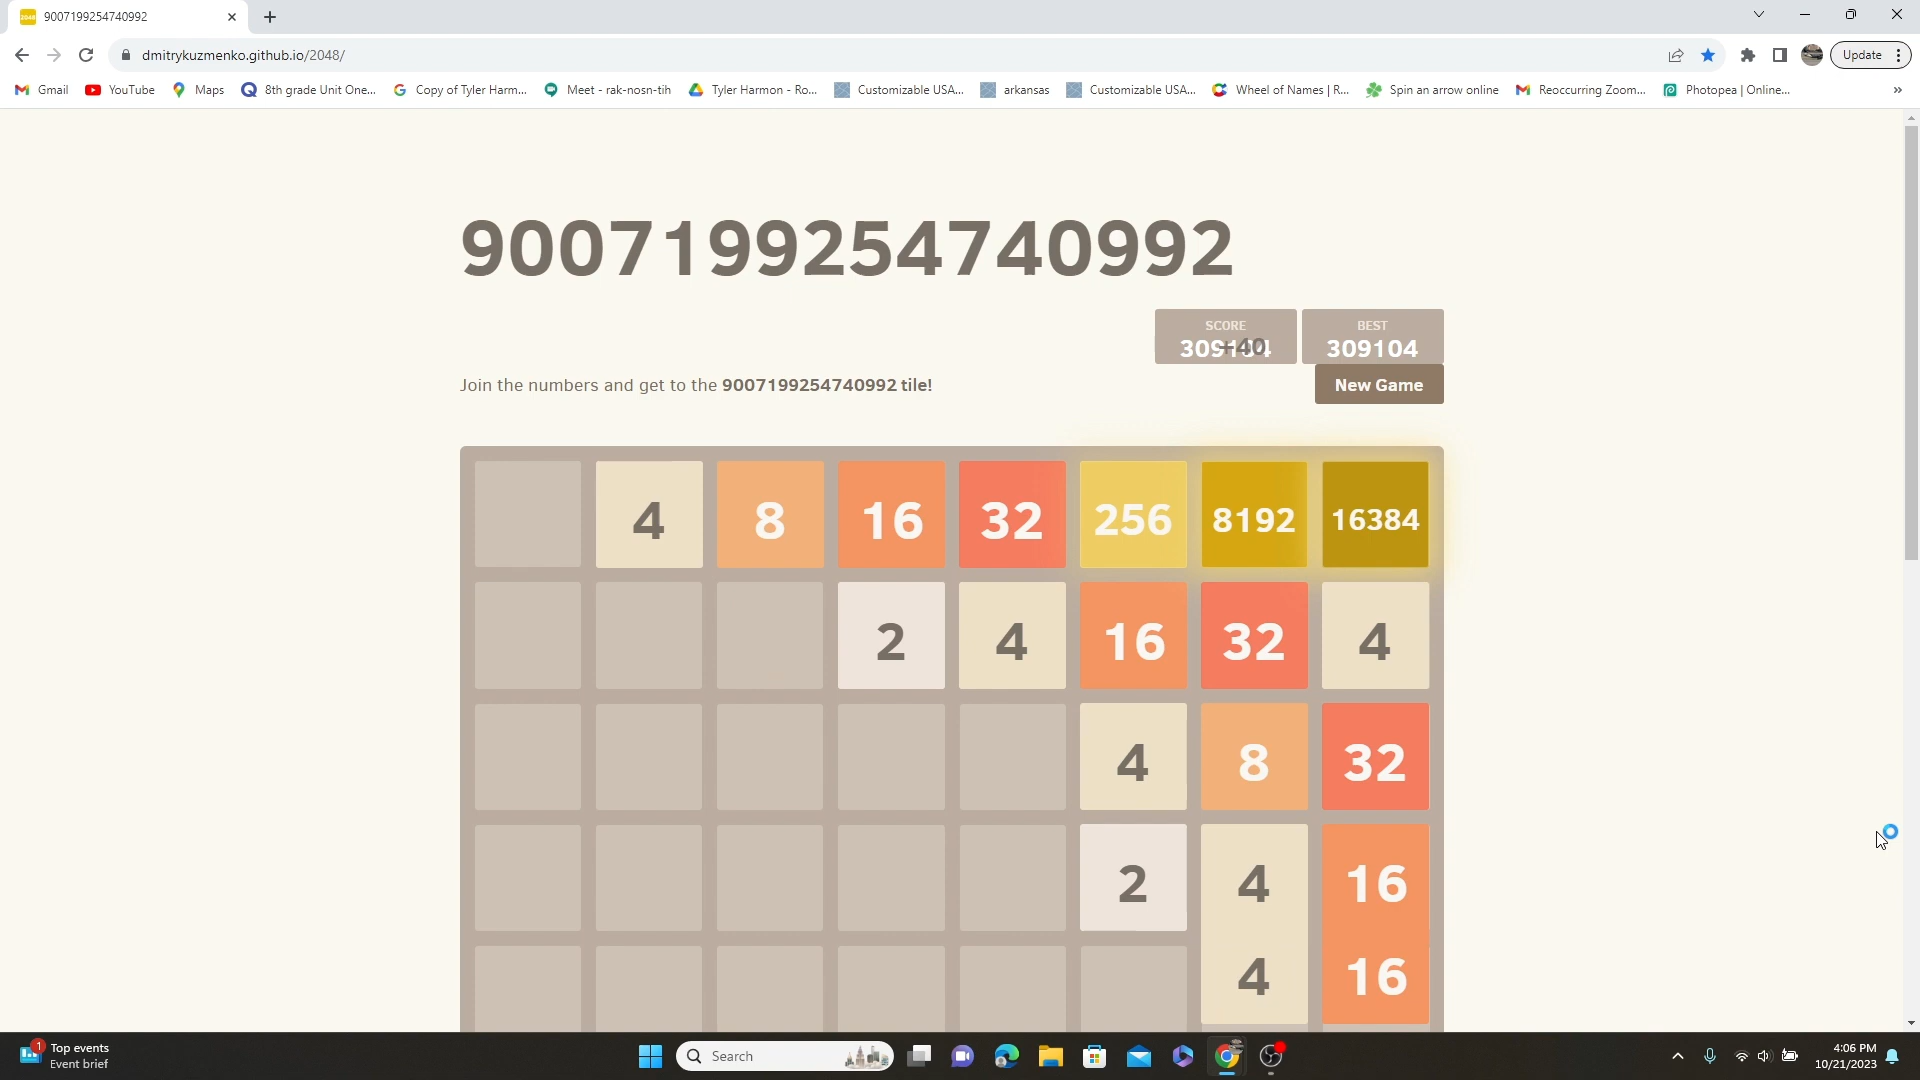 2048 9007199254740992
dmitrykuzmenko.github.io/2048/
Update
Gmail YouTube Maps 8th grade Unit One... Copy of Tyler Harm... Meet - rak-nosn-tih Tyler Harmon - Ro... Customizable USA... arkansas Customizable USA... Wheel of Names | R... Spin an arrow online Reoccurring Zoom... Photopea | Online... »
9007199254740992
SCORE BEST
309104 +40 309104
Join the numbers and get to the 9007199254740992 tile!
New Game
4 8 16 32 256 8192 16384
2 4 16 32 4
4 8 32
2 4 16
4 16
1 Top events
Event brief
Search
4:06 PM
10/21/2023